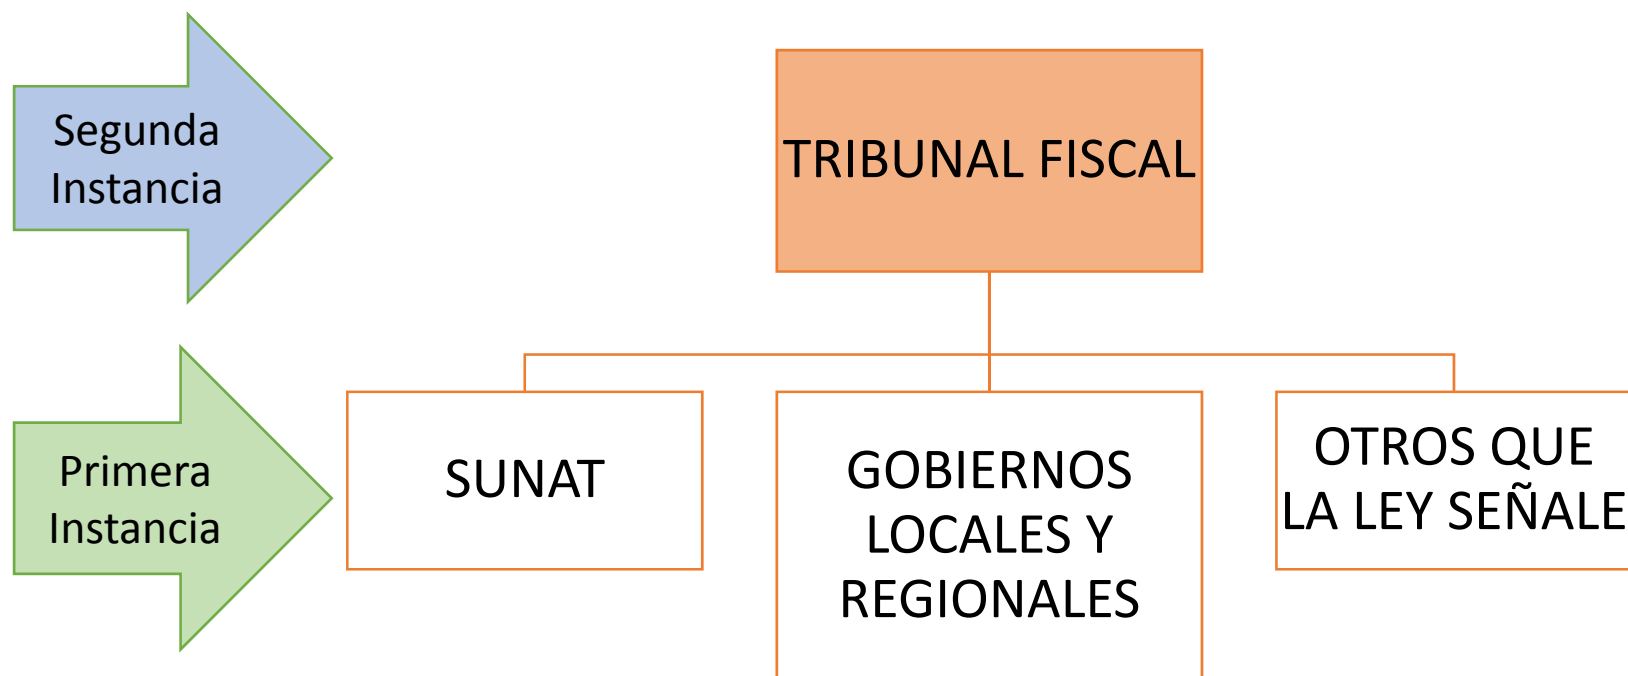 Segunda
Instancia
TRIBUNAL FISCAL
Primera
Instancia
SUNAT
GOBIERNOS
LOCALES Y
REGIONALES
OTROS QUE
LA LEY SEÑALE